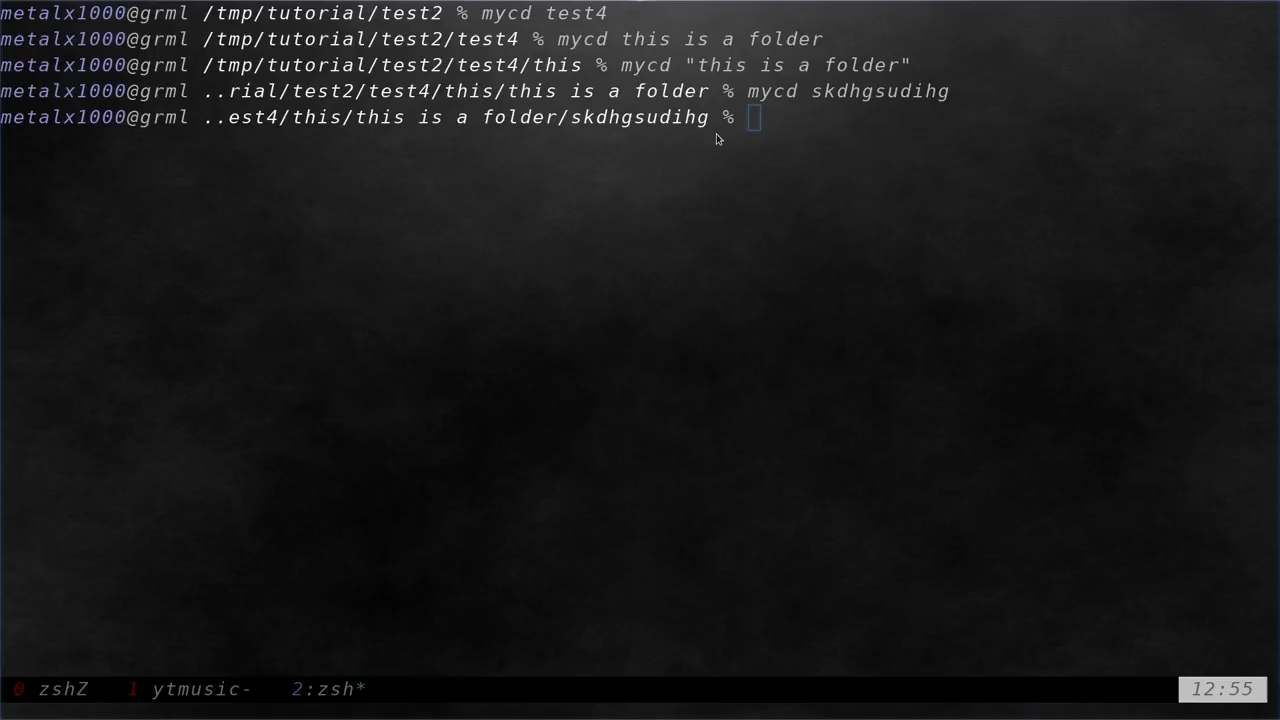 metalx1000@grml /tmp/tutorial/test2 % mycd test4
metalx1000@grml /tmp/tutorial/test2/test4 % mycd this is a folder
metalx1000@grml /tmp/tutorial/test2/test4/this % mycd "this is a folder"
metalx1000@grml ..rial/test2/test4/this/this is a folder % mycd skdhgsudihg
metalx1000@grml ..est4/this/this is a folder/skdhgsudihg %
0 zshZ 1 ytmusic- 2:zsh* 12:55